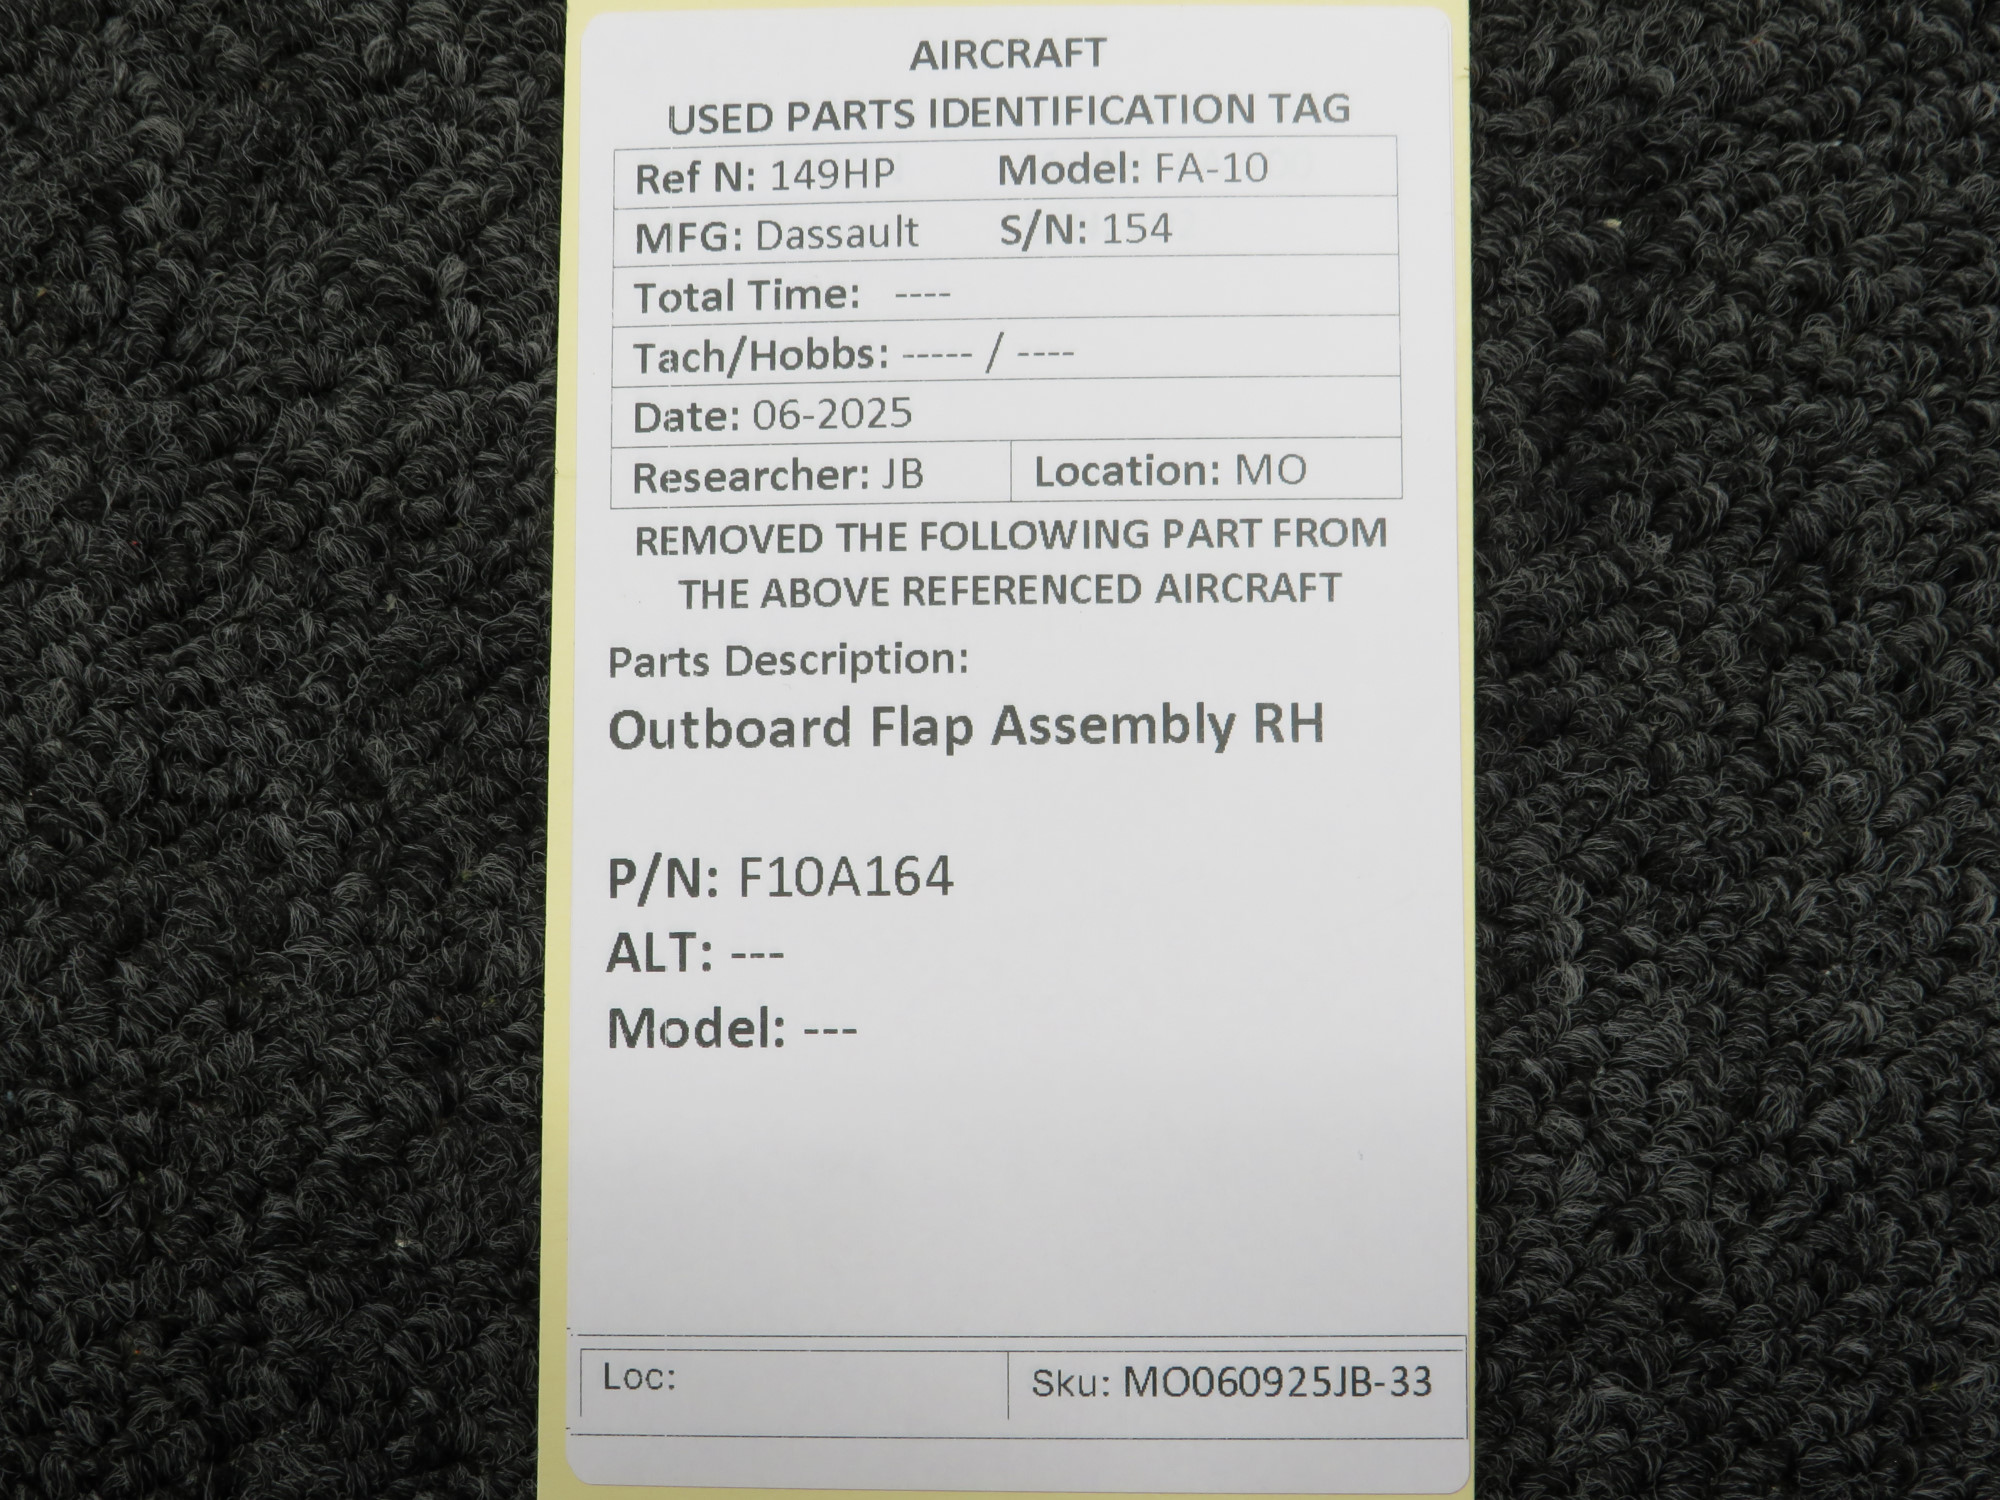 AIRCRAFT
USED PARTS IDENTIFICATION TAG
Ref N: 149HP Model: FA-10
MFG: Dassault S/N: 154
Total Time: ----
Tach/Hobbs: ----- / ----
Date: 06-2025
Researcher: JB Location: MO
REMOVED THE FOLLOWING PART FROM
THE ABOVE REFERENCED AIRCRAFT
Parts Description:
Outboard Flap Assembly RH
P/N: F10A164
ALT: ---
Model: ---
Loc: Sku: MO060925JB-33